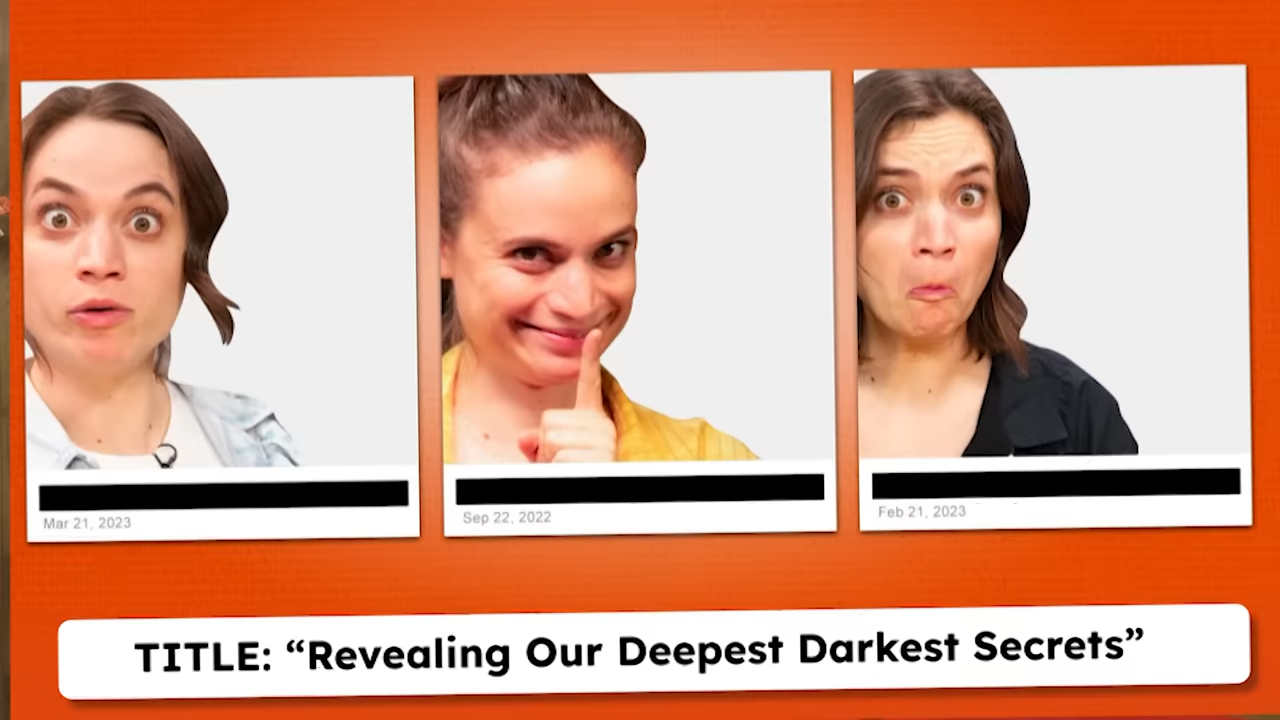 Mar 21, 2023
Sep 22, 2022
Feb 21, 2023
TITLE: “Revealing Our Deepest Darkest Secrets”